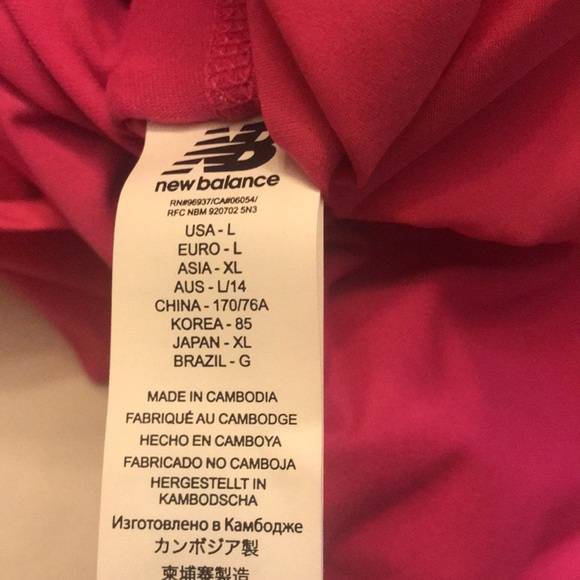 NB
new balance
RN#96937/CA#06054/
RFC NBM 920702 5N3
USA - L
EURO - L
ASIA - XL
AUS - L/14
CHINA - 170/76A
KOREA - 85
JAPAN - XL
BRAZIL - G
MADE IN CAMBODIA
FABRIQUÉ AU CAMBODGE
HECHO EN CAMBOYA
FABRICADO NO CAMBOJA
HERGESTELLT IN
KAMBODSCHA
Изготовлено в Камбодже
カンボジア製
柬埔寨製造